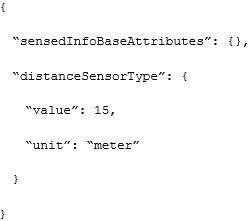 {
“sensedInfoBaseAttributes”: {},
“distanceSensorType”: {
“value”: 15,
“unit”: “meter”
}
}